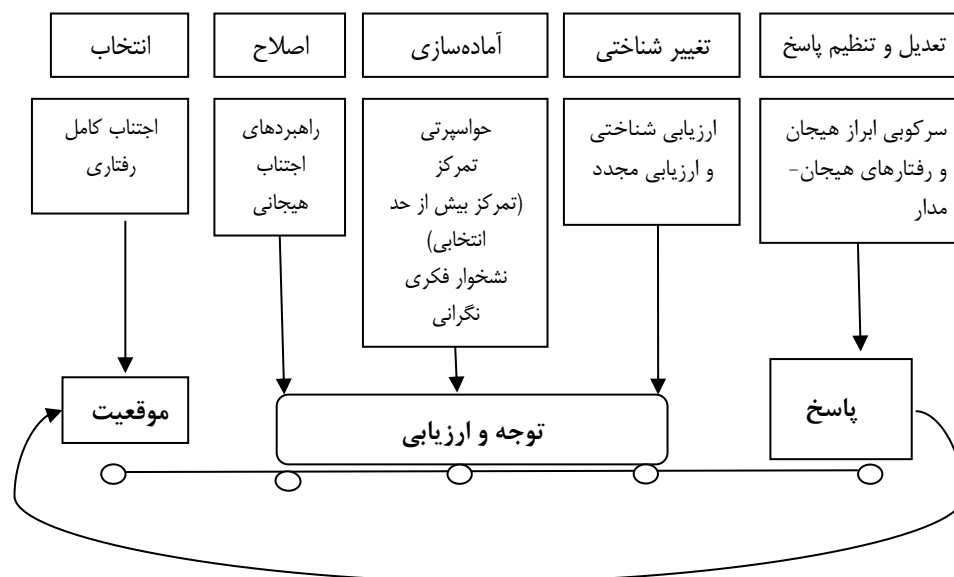 انتخاب
اصلاح
آماده‌سازی
تغییر شناختی
تعدیل و تنظیم پاسخ
اجتناب کامل
رفتاری
راهبردهای
اجتناب
هیجانی
حواسپرتی
تمرکز
(تمرکز بیش از حد
انتخابی)
نشخوار فکری
نگرانی
ارزیابی شناختی
و ارزیابی مجدد
سرکوبی ابراز هیجان
و رفتارهای هیجان-
مدار
موقعیت
توجه و ارزیابی
پاسخ